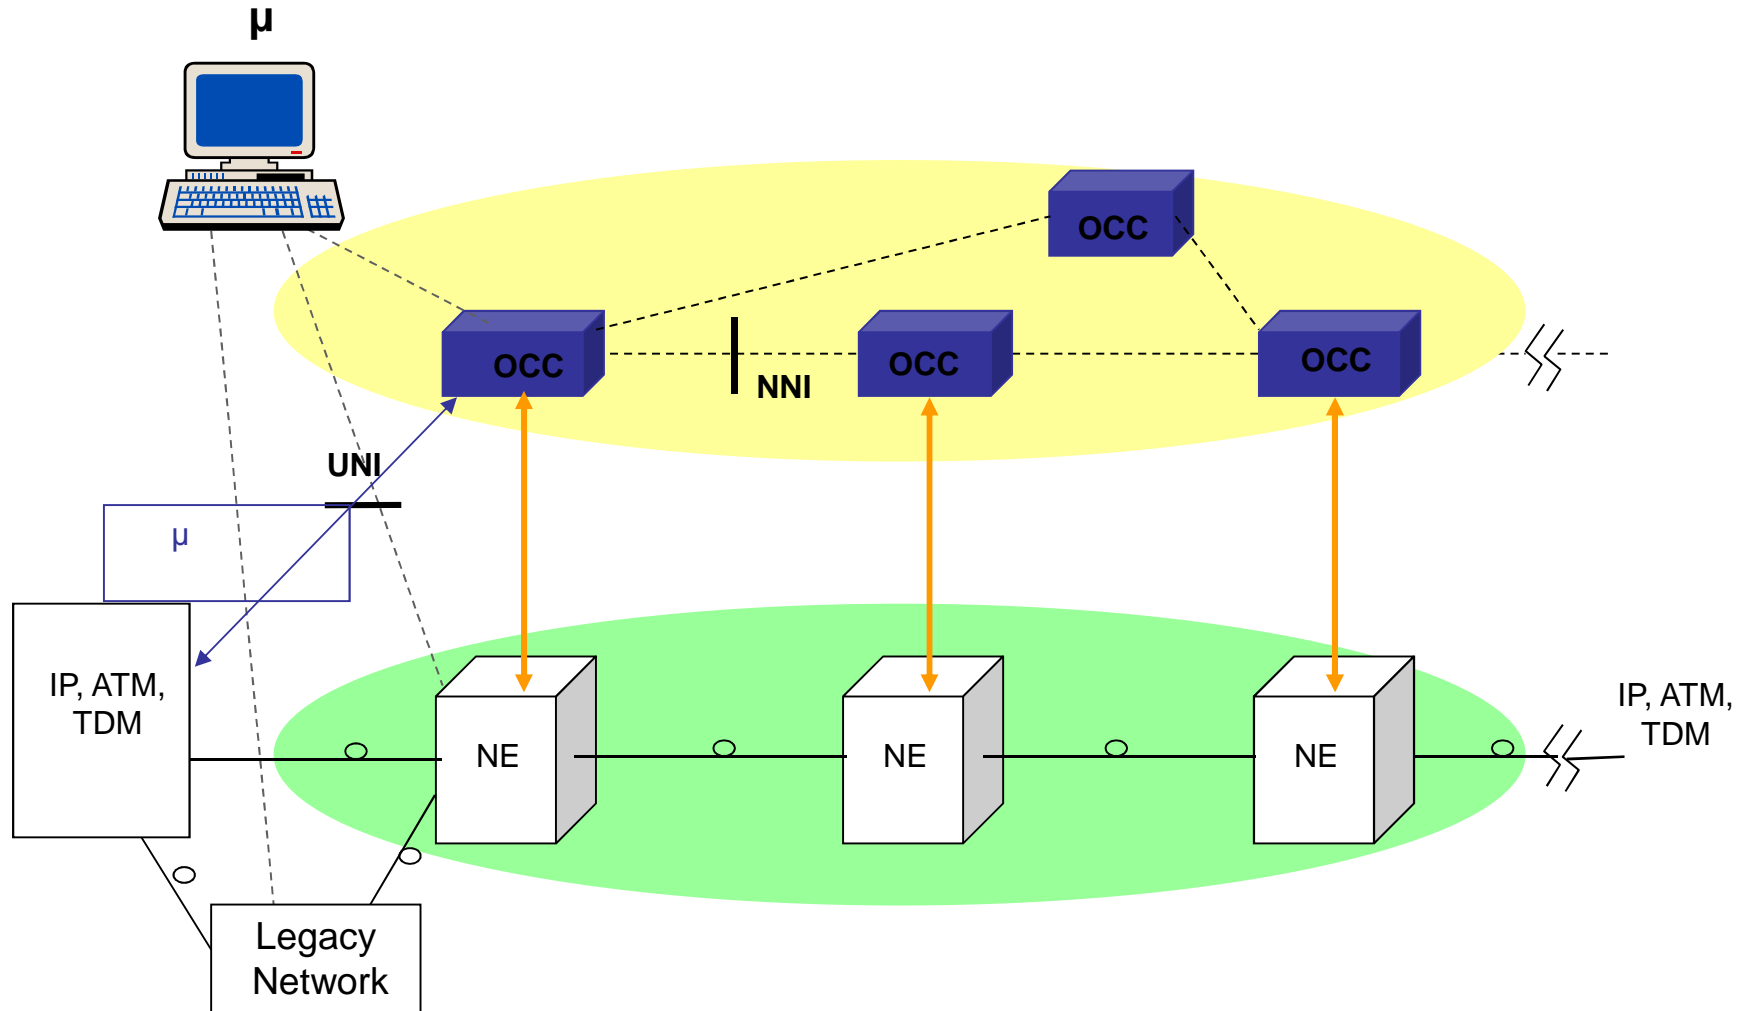 µ
OCC
OCC
OCC
OCC
NNI
UNI
µ
IP, ATM,
TDM
NE
NE
NE
IP, ATM,
TDM
Legacy
Network